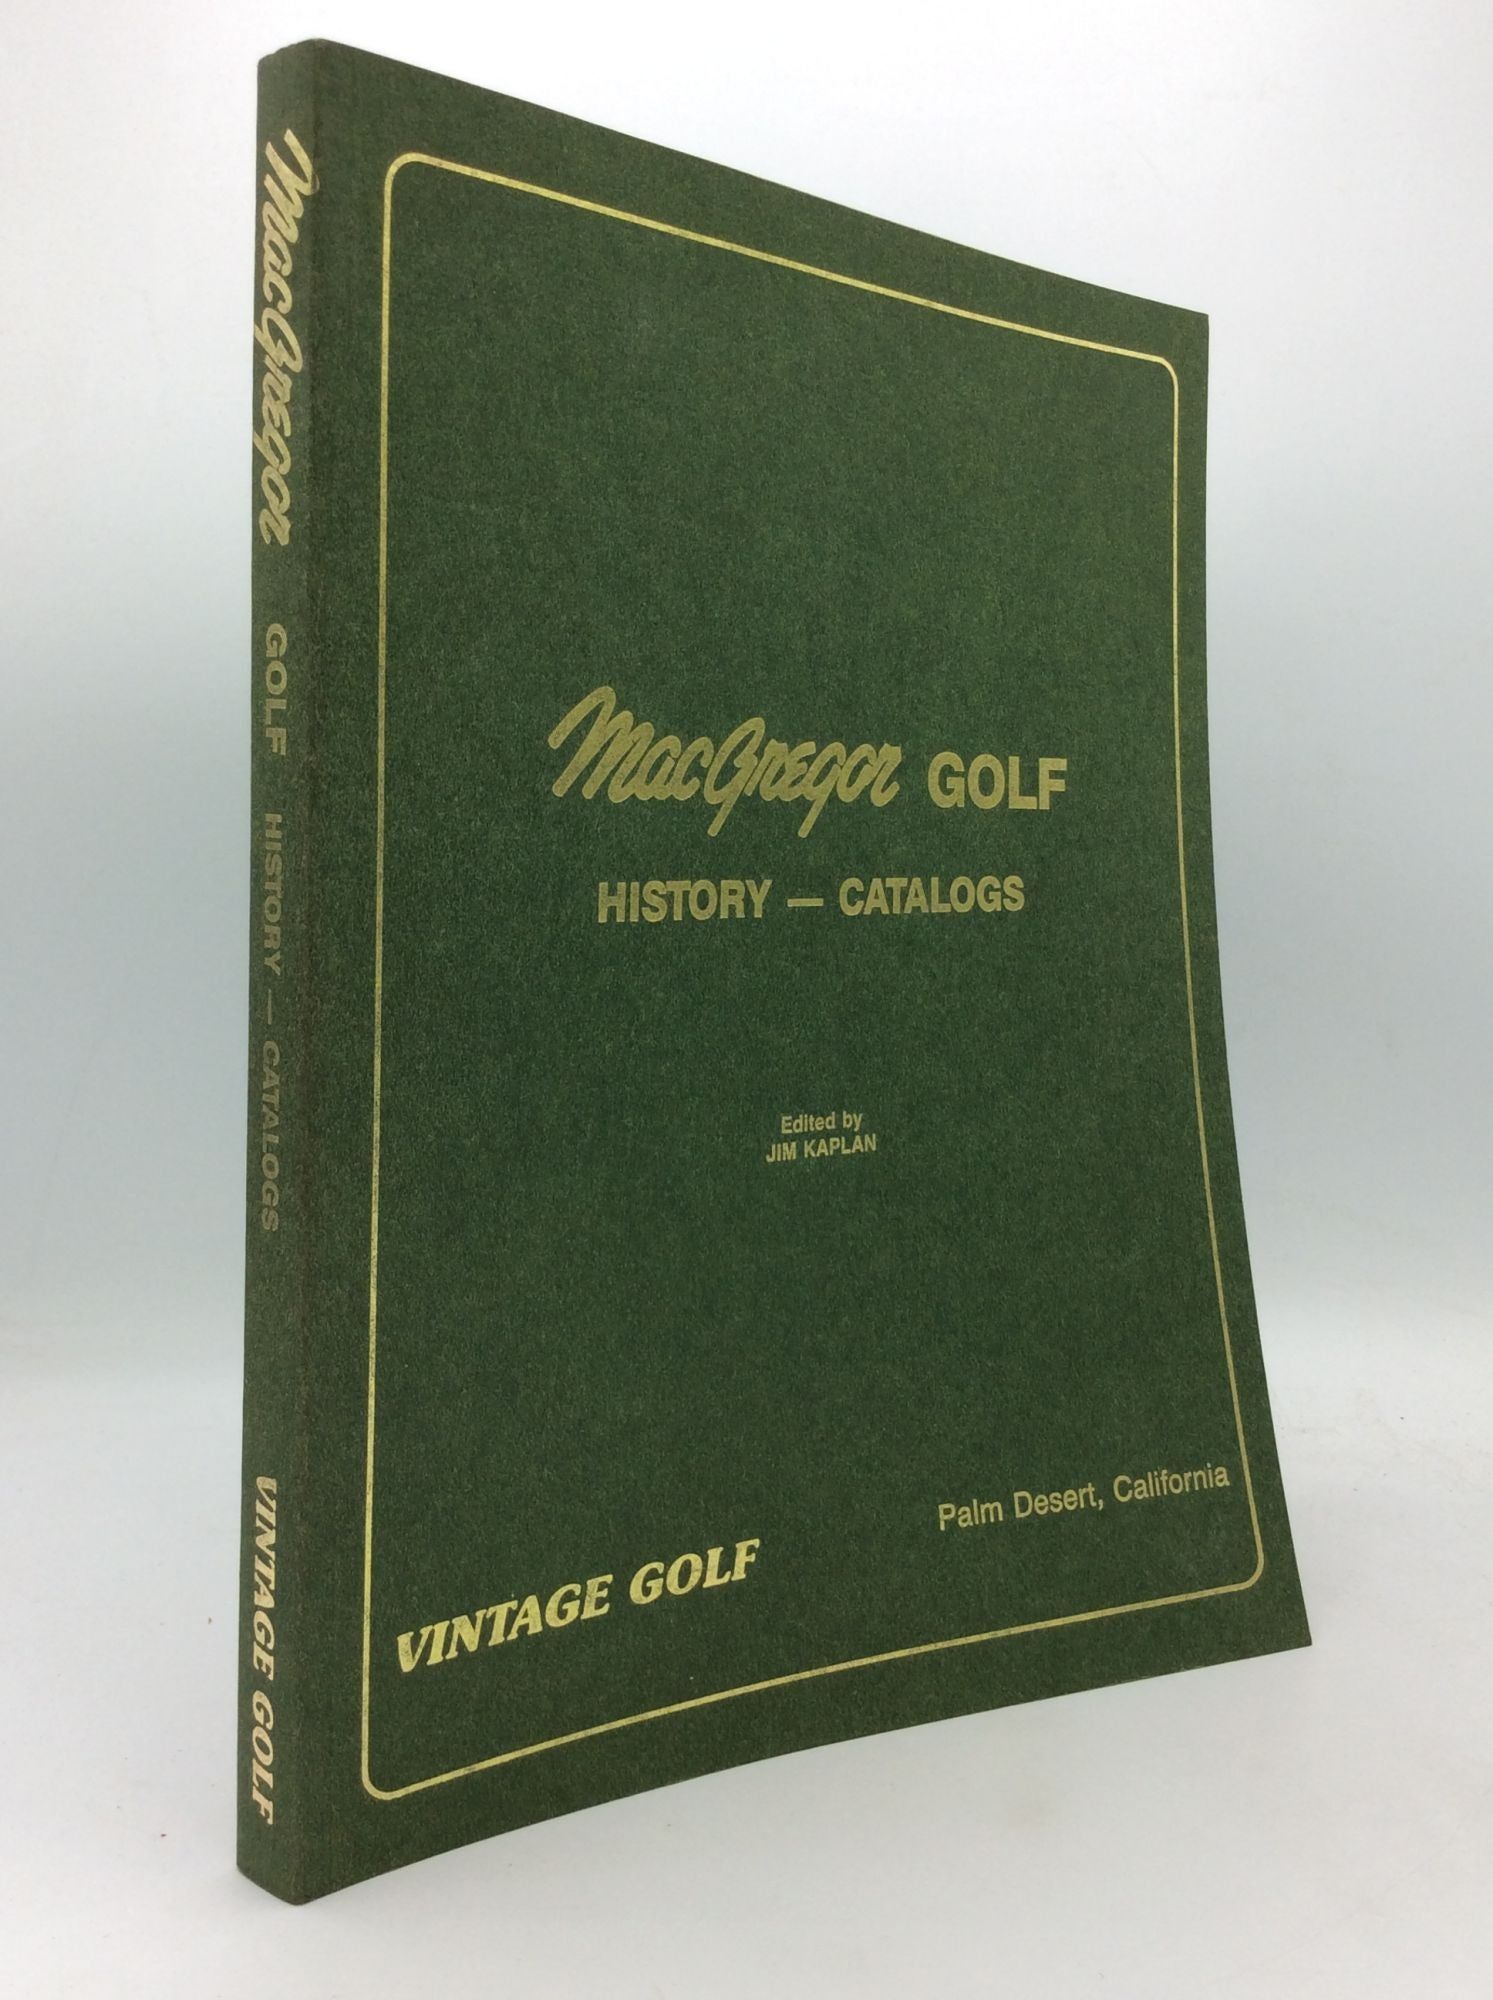 MacGregor GOLF HISTORY — CATALOGS VINTAGE GOLF
MacGregor GOLF
HISTORY — CATALOGS
Edited by
JIM KAPLAN
VINTAGE GOLF
Palm Desert, California